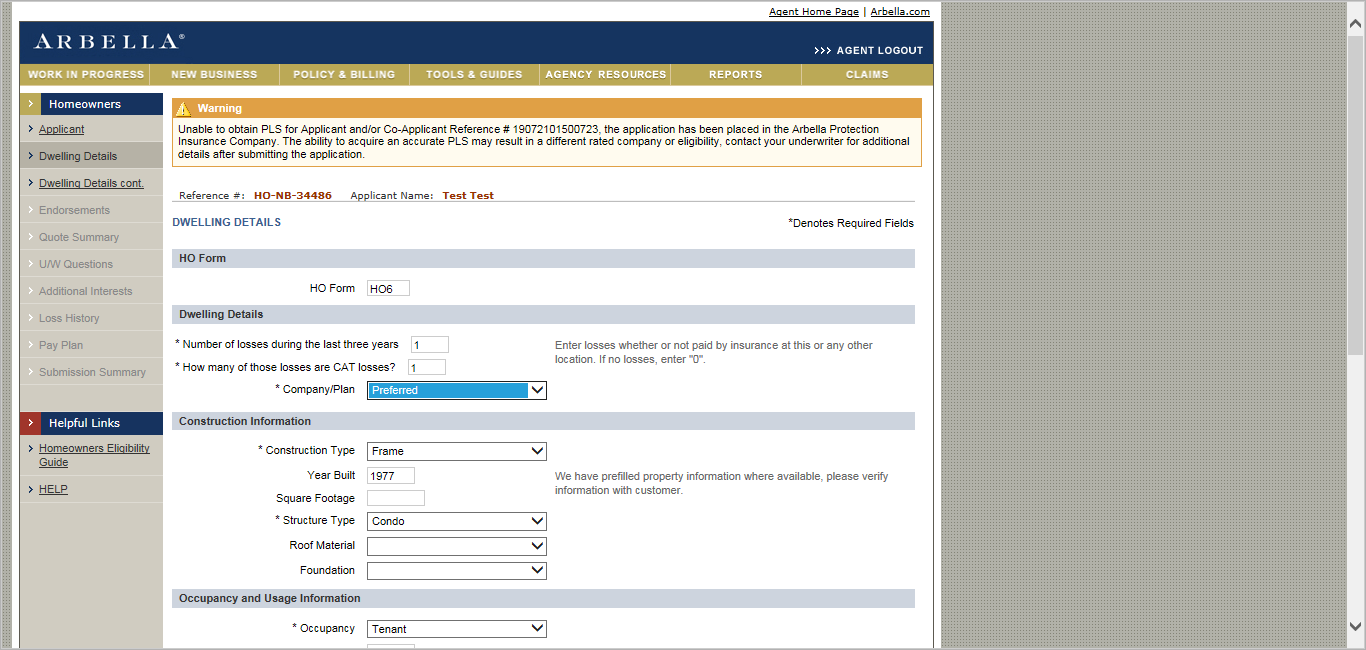 Agent Home Page | Arbella.com
ARBELLA®
>>> AGENT LOGOUT
WORK IN PROGRESS NEW BUSINESS POLICY & BILLING TOOLS & GUIDES AGENCY RESOURCES REPORTS CLAIMS
Homeowners
Applicant
Dwelling Details
Dwelling Details cont.
Endorsements
Quote Summary
U/W Questions
Additional Interests
Loss History
Pay Plan
Submission Summary
Helpful Links
Homeowners Eligibility
Guide
HELP
Warning
Unable to obtain PLS for Applicant and/or Co-Applicant Reference # 19072101500723, the application has been placed in the Arbella Protection
Insurance Company. The ability to acquire an accurate PLS may result in a different rated company or eligibility, contact your underwriter for additional
details after submitting the application.
Reference #: HO-NB-34486 Applicant Name: Test Test
DWELLING DETAILS *Denotes Required Fields
HO Form
HO Form HO6
Dwelling Details
* Number of losses during the last three years 1
Enter losses whether or not paid by insurance at this or any other
location. If no losses, enter "0".
* How many of those losses are CAT losses? 1
* Company/Plan Preferred
Construction Information
* Construction Type Frame
Year Built 1977
We have prefilled property information where available, please verify
information with customer.
Square Footage
* Structure Type Condo
Roof Material
Foundation
Occupancy and Usage Information
* Occupancy Tenant